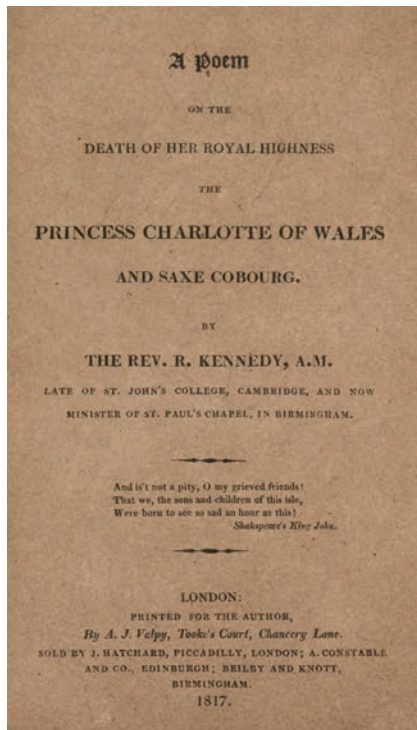 A Poem
ON THE
DEATH OF HER ROYAL HIGHNESS
THE
PRINCESS CHARLOTTE OF WALES
AND SAXE COBOURG.
BY
THE REV. R. KENNEDY, A.M.
LATE OF ST. JOHN'S COLLEGE, CAMBRIDGE, AND NOW
MINISTER OF ST. PAUL'S CHAPEL, IN BIRMINGHAM.
And is't not a pity, O my grieved friends!
That we, the sons and children of this isle,
Were born to see so sad an hour as this!
Shakspeare's King John.
LONDON:
PRINTED FOR THE AUTHOR,
By A. J. Valpy, Tooke's Court, Chancery Lane.
SOLD BY J. HATCHARD, PICCADILLY, LONDON; A. CONSTABLE
AND CO., EDINBURGH; BEILBY AND KNOTT,
BIRMINGHAM.
1817.